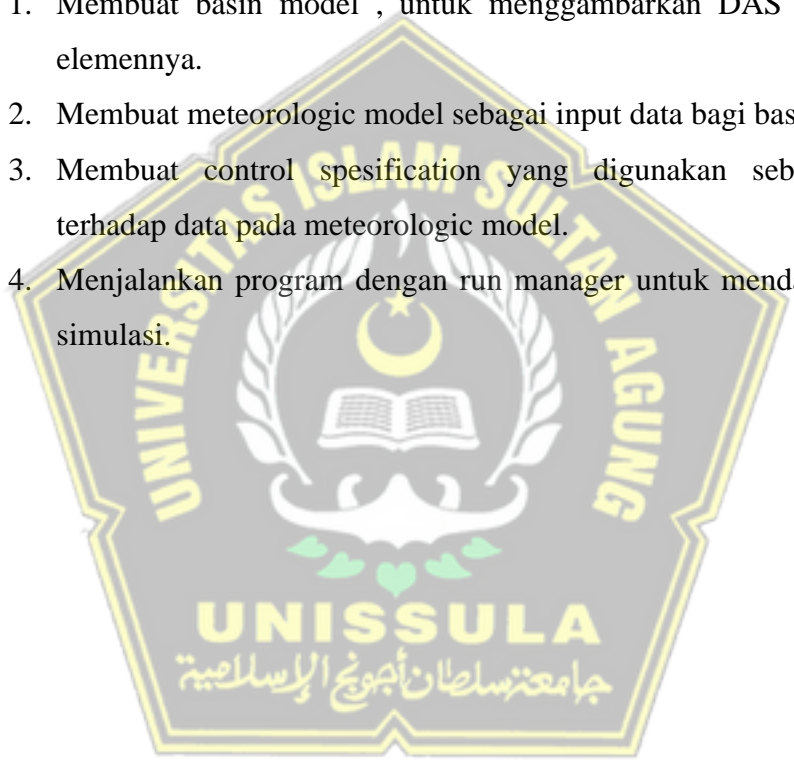 1. Membuat basin model , untuk menggambarkan DAS
elemennya.
2. Membuat meteorologic model sebagai input data bagi bas
3. Membuat control spesification yang digunakan seb
terhadap data pada meteorologic model.
4. Menjalankan program dengan run manager untuk menda
simulasi.
UNIVERSITAS ISLAM SULTAN AGUNG
UNISSULA
جامعة سلطان أجونج الإسلامية